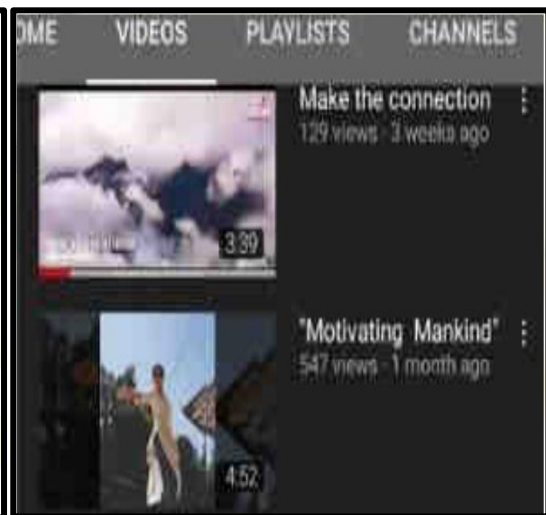 OME VIDEOS PLAYLISTS CHANNELS
Make the connection
129 views · 3 weeks ago
3:39
"Motivating Mankind"
547 views · 1 month ago
4:52